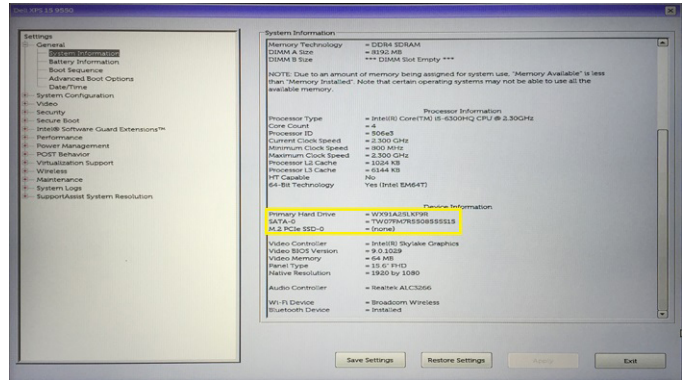 Dell XPS 15 9550
Settings
General
System Information
Battery Information
Boot Sequence
Advanced Boot Options
Date/Time
System Configuration
Video
Security
Secure Boot
Intel® Software Guard Extensions™
Performance
Power Management
POST Behavior
Virtualization Support
Wireless
Maintenance
System Logs
SupportAssist System Resolution
System Information
Memory Technology = DDR4 SDRAM
DIMM A Size = 8192 MB
DIMM B Size *** DIMM Slot Empty ***
NOTE: Due to an amount of memory being assigned for system use, "Memory Available" is less
than "Memory Installed". Note that certain operating systems may not be able to use all the
available memory.
Processor Information
Processor Type = Intel(R) Core(TM) i5-6300HQ CPU @ 2.30GHz
Core Count = 4
Processor ID = 506e3
Current Clock Speed = 2.300 GHz
Minimum Clock Speed = 800 MHz
Maximum Clock Speed = 2.300 GHz
Processor L2 Cache = 1024 KB
Processor L3 Cache = 6144 KB
HT Capable No
64-Bit Technology Yes (Intel EM64T)
Device Information
Primary Hard Drive = WX91A25LKF9R
SATA-0 = TW07FM7R5508555515
M.2 PCIe SSD-0 = (none)
Video Controller = Intel(R) Skylake Graphics
Video BIOS Version = 9.0.1029
Video Memory = 64 MB
Panel Type = 15.6" FHD
Native Resolution = 1920 by 1080
Audio Controller = Realtek ALC3266
Wi-Fi Device = Broadcom Wireless
Bluetooth Device = Installed
Save Settings
Restore Settings
Apply
Exit